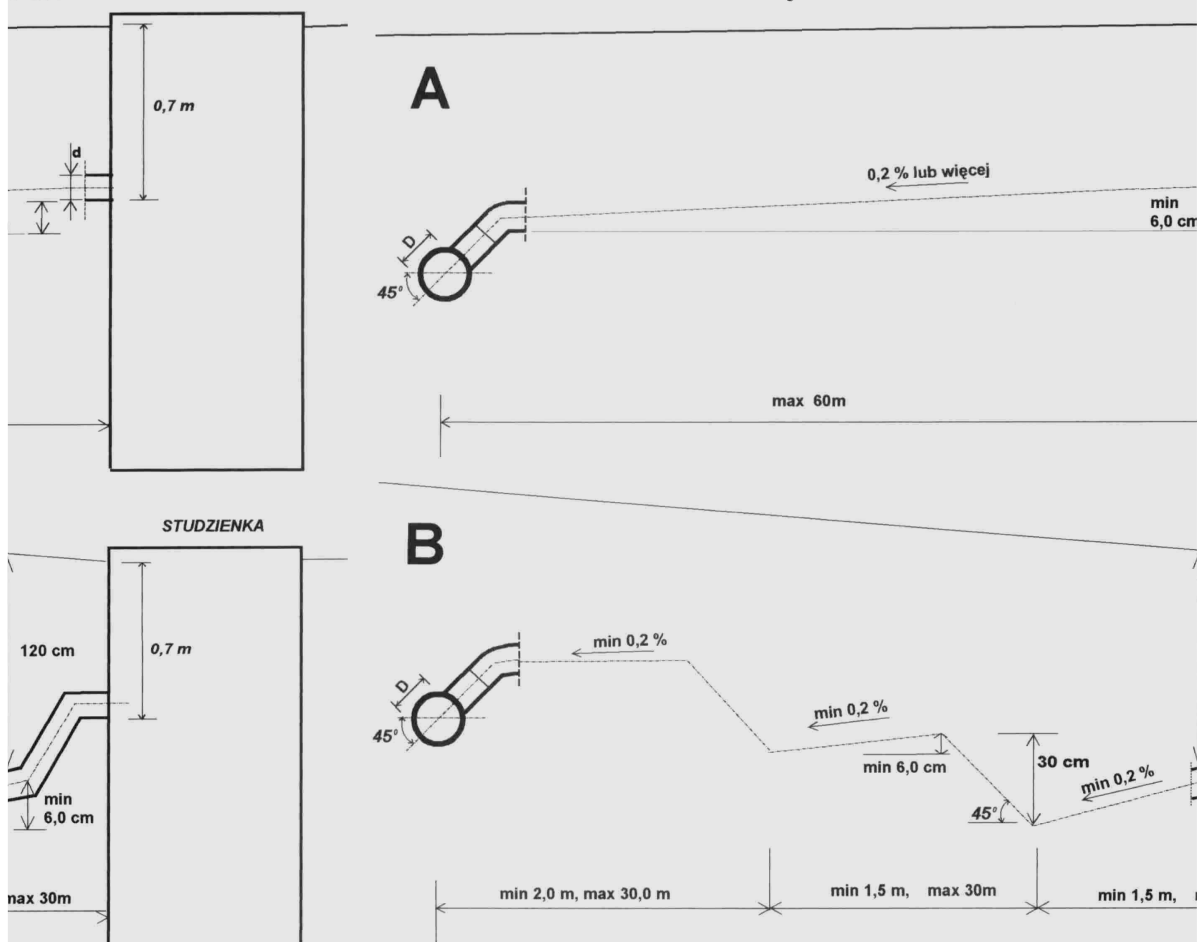 0,7 m
d
A
0,2 % lub więcej
min
6,0 cm
D
45°
max 60m
STUDZIENKA
B
120 cm
0,7 m
min
6,0 cm
max 30m
min 0,2 %
D
45°
min 0,2 %
min 6,0 cm
30 cm
min 0,2 %
45°
min 2,0 m, max 30,0 m
min 1,5 m, max 30m
min 1,5 m,